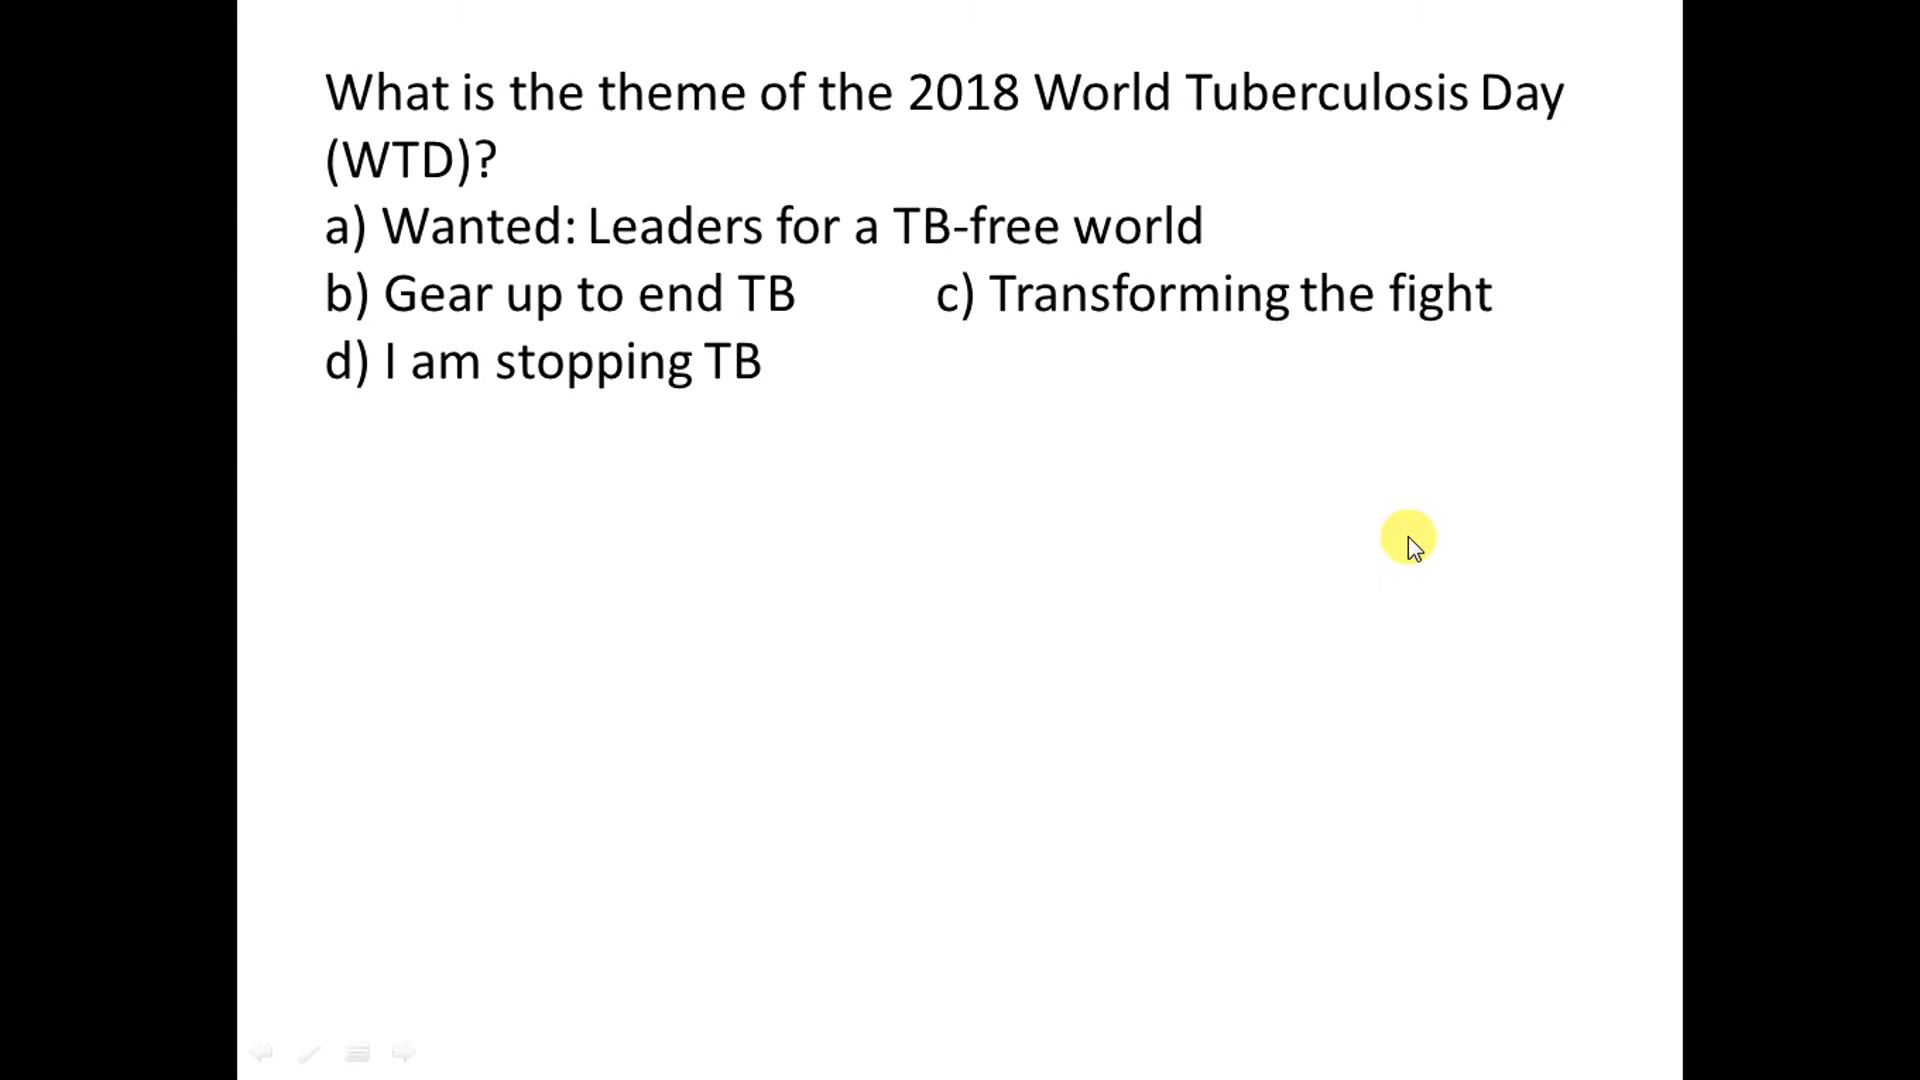 What is the theme of the 2018 World Tuberculosis Day
(WTD)?
a) Wanted: Leaders for a TB-free world
b) Gear up to end TB c) Transforming the fight
d) I am stopping TB